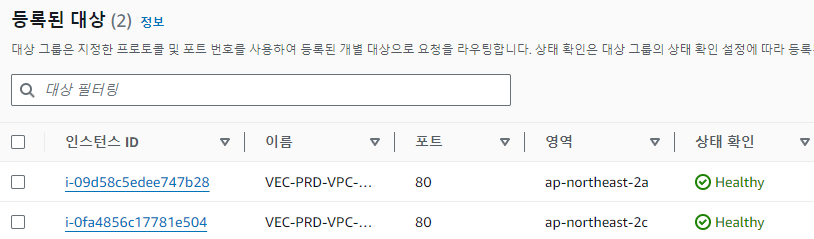 등록된 대상 (2) 정보
대상 그룹은 지정한 프로토콜 및 포트 번호를 사용하여 등록된 개별 대상으로 요청을 라우팅합니다. 상태 확인은 대상 그룹의 상태 확인 설정에 따라 등록
대상 필터링
인스턴스 ID 이름 포트 영역 상태 확인
i-09d58c5edee747b28 VEC-PRD-VPC-... 80 ap-northeast-2a Healthy
i-0fa4856c17781e504 VEC-PRD-VPC-... 80 ap-northeast-2c Healthy